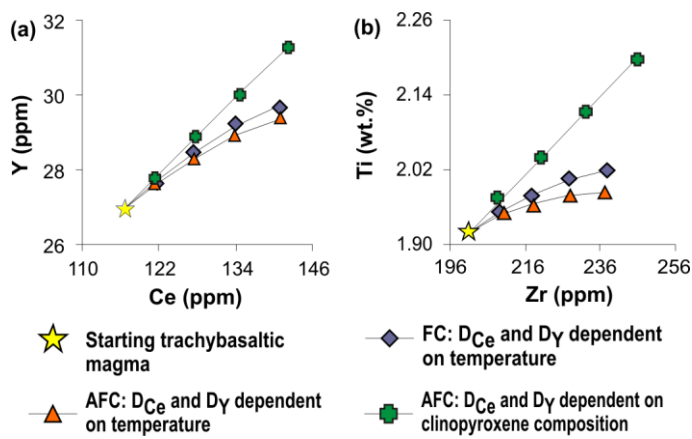 (a)
32
30
28
26
Y (ppm)
110
122
134
146
Ce (ppm)
(b)
2.26
2.14
2.02
1.90
Ti (wt.%)
196
216
236
256
Zr (ppm)
Starting trachybasaltic
magma
FC: DCe and DY dependent
on temperature
AFC: DCe and DY dependent
on temperature
AFC: DCe and DY dependent on
clinopyroxene composition